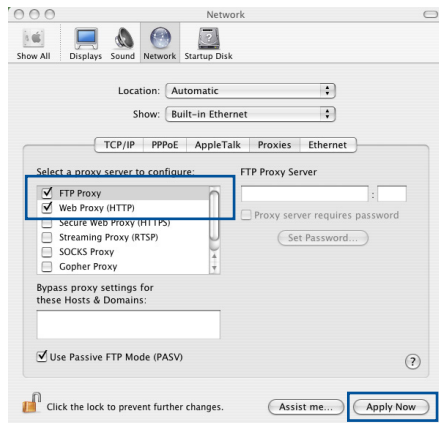 Network
Show All Displays Sound Network Startup Disk
Location: Automatic
Show: Built-in Ethernet
TCP/IP PPPoE AppleTalk Proxies Ethernet
Select a proxy server to configure: FTP Proxy Server
FTP Proxy :
Web Proxy (HTTP) Proxy server requires password
Secure Web Proxy (HTTPS)
Streaming Proxy (RTSP) Set Password...
SOCKS Proxy
Gopher Proxy
Bypass proxy settings for
these Hosts & Domains:
Use Passive FTP Mode (PASV) ?
Click the lock to prevent further changes. Assist me... Apply Now